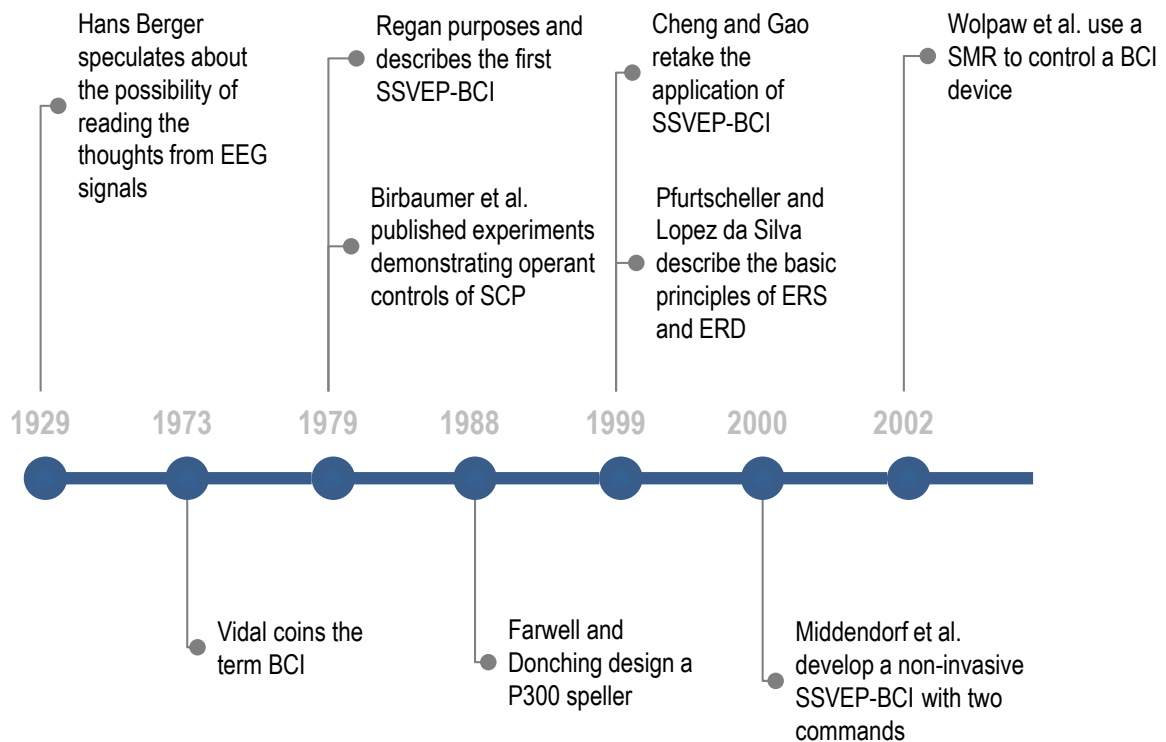 Hans Berger
speculates about
the possibility of
reading the
thoughts from EEG
signals
Regan purposes and
describes the first
SSVEP-BCI
Birbaumer et al.
published experiments
demonstrating operant
controls of SCP
Cheng and Gao
retake the
application of
SSVEP-BCI
Pfurtscheller and
Lopez da Silva
describe the basic
principles of ERS
and ERD
Wolpaw et al. use a
SMR to control a BCI
device
1929 1973 1979 1988 1999 2000 2002
Vidal coins the
term BCI
Farwell and
Donching design a
P300 speller
Middendorf et al.
develop a non-invasive
SSVEP-BCI with two
commands